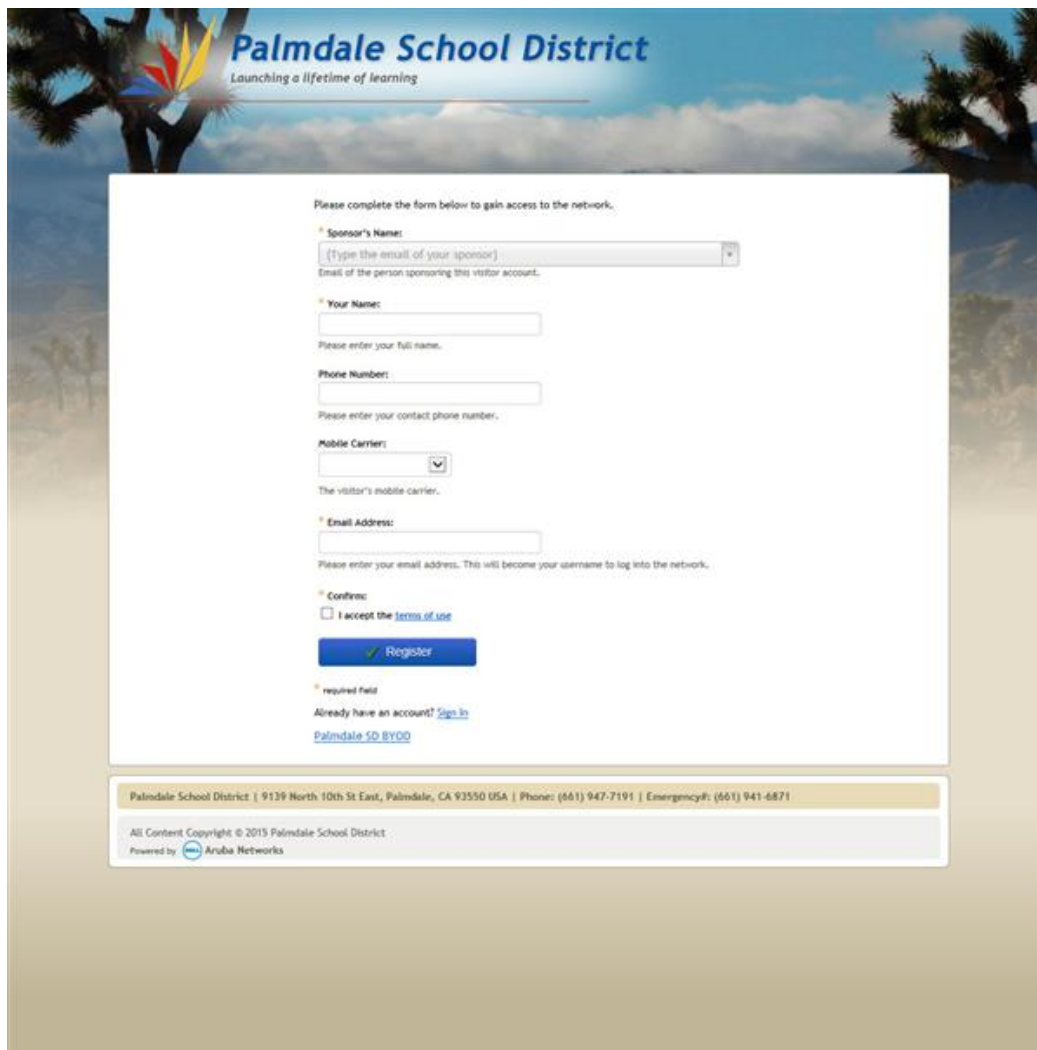 Palmdale School District
Launching a lifetime of learning
Please complete the form below to gain access to the network.
* Sponsor's Name:
(Type the email of your sponsor)
Email of the person sponsoring this visitor account.
* Your Name:
Please enter your full name.
Phone Number:
Please enter your contact phone number.
Mobile Carrier:
The visitor's mobile carrier.
* Email Address:
Please enter your email address. This will become your username to log into the network.
* Confirm:
I accept the terms of use
Register
* required field
Already have an account? Sign In
Palmdale SD BYOD
Palmdale School District | 9139 North 10th St East, Palmdale, CA 93550 USA | Phone: (661) 947-7191 | Emergency#: (661) 941-6871
All Content Copyright © 2015 Palmdale School District
Powered by DELL Aruba Networks